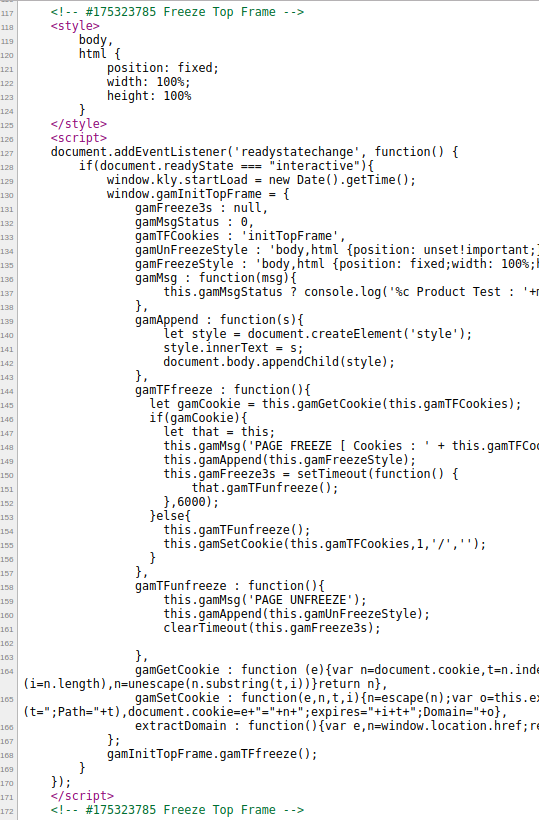 117 <!-- #175323785 Freeze Top Frame -->
118 <style>
119 body,
120 html {
121 position: fixed;
122 width: 100%;
123 height: 100%
124 }
125 </style>
126 <script>
127 document.addEventListener('readystatechange', function() {
128 if(document.readyState === "interactive"){
129 window.kly.startLoad = new Date().getTime();
130 window.gamInitTopFrame = {
131 gamFreeze3s : null,
132 gamMsgStatus : 0,
133 gamTFCookies : 'initTopFrame',
134 gamUnFreezeStyle : 'body,html {position: unset!important;}
135 gamFreezeStyle : 'body,html {position: fixed;width: 100%;h
136 gamMsg : function(msg){
137 this.gamMsgStatus ? console.log('%c Product Test : '+m
138 },
139 gamAppend : function(s){
140 let style = document.createElement('style');
141 style.innerText = s;
142 document.body.appendChild(style);
143 },
144 gamTFfreeze : function(){
145 let gamCookie = this.gamGetCookie(this.gamTFCookies);
146 if(gamCookie){
147 let that = this;
148 this.gamMsg('PAGE FREEZE [ Cookies : ' + this.gamTFCoo
149 this.gamAppend(this.gamFreezeStyle);
150 this.gamFreeze3s = setTimeout(function() {
151 that.gamTFunfreeze();
152 },6000);
153 }else{
154 this.gamTFunfreeze();
155 this.gamSetCookie(this.gamTFCookies,1,'/','');
156 }
157 },
158 gamTFunfreeze : function(){
159 this.gamMsg('PAGE UNFREEZE');
160 this.gamAppend(this.gamUnFreezeStyle);
161 clearTimeout(this.gamFreeze3s);
162
163 },
164 gamGetCookie : function (e){var n=document.cookie,t=n.inde
(i=n.length),n=unescape(n.substring(t,i))}return n},
165 gamSetCookie : function(e,n,t,i){n=escape(n);var o=this.ex
(t=";Path="+t),document.cookie=e+"="+n+";expires="+i+t+";Domain="+o},
166 extractDomain : function(){var e,n=window.location.href;re
167 };
168 gamInitTopFrame.gamTFfreeze();
169 }
170 });
171 </script>
172 <!-- #175323785 Freeze Top Frame -->